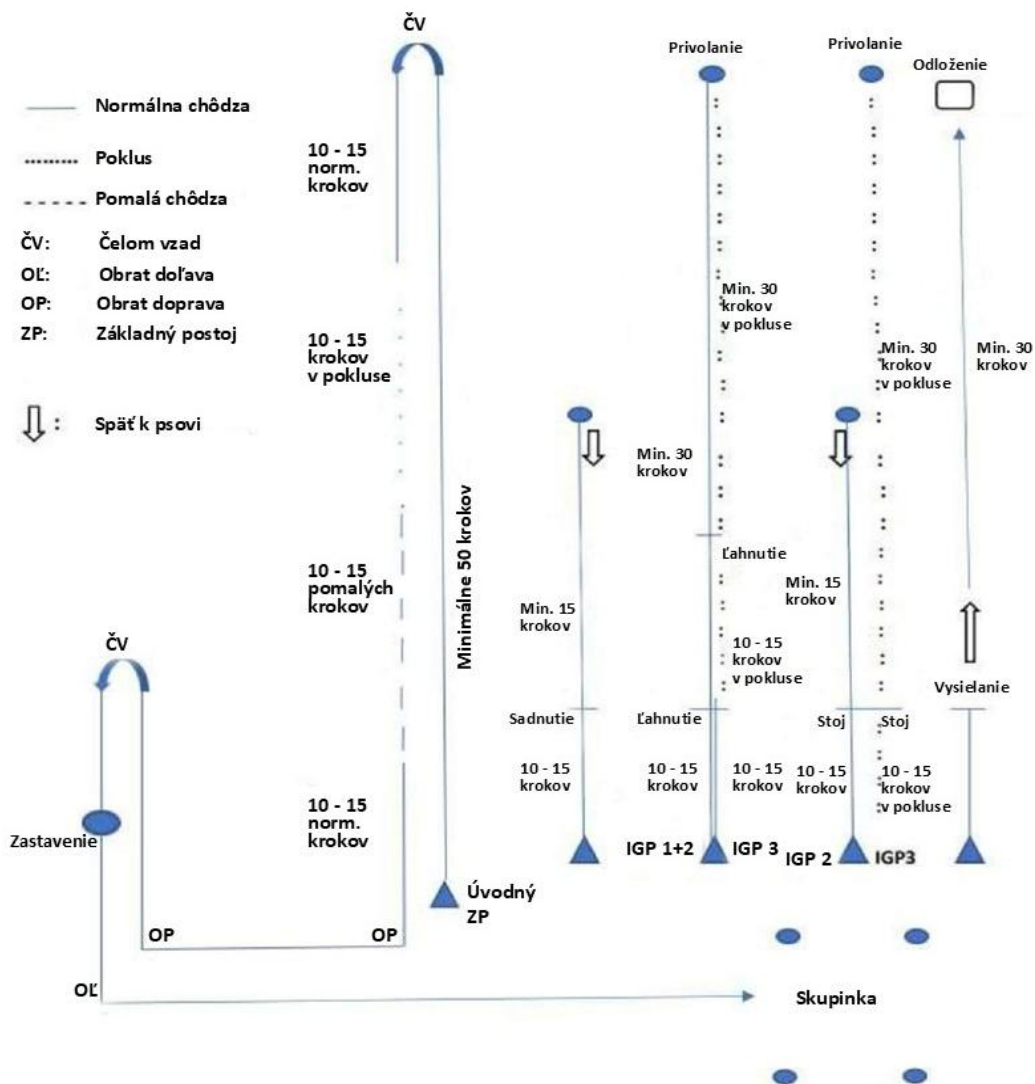 ČV
Normálna chôdza
Poklus
Pomalá chôdza
ČV: Čelom vzad
OĽ: Obrat doľava
OP: Obrat doprava
ZP: Základný postoj
: Späť k psovi
10 - 15
norm.
krokov
10 - 15
krokov
v pokluse
10 - 15
pomalých
krokov
10 - 15
norm.
krokov
Minimálne 50 krokov
ČV
Zastavenie
OP
OP
OĽ
Úvodný
ZP
Skupinka
Min. 15
krokov
Sadnutie
10 - 15
krokov
Privolanie
Min. 30
krokov
v pokluse
Min. 30
krokov
Ľahnutie
10 - 15
krokov
v pokluse
Ľahnutie
10 - 15
krokov
10 - 15
krokov
IGP 1+2
IGP 3
Privolanie
Min. 30
krokov
v pokluse
Min. 15
krokov
Stoj
Stoj
10 - 15
krokov
10 - 15
krokov
v pokluse
IGP 2
IGP3
Odloženie
Min. 30
krokov
Vysielanie